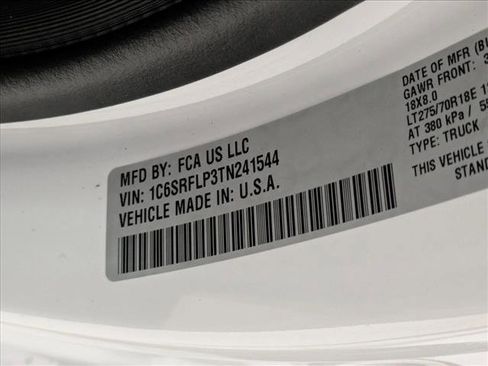 MFD BY: FCA US LLC
VIN: 1C6SRFLP3TN241544
VEHICLE MADE IN: U.S.A.
DATE OF MFR
GAWR FRONT:
18X8.0
LT275/70R18E
AT 380 kPa /
TYPE: TRUCK
THIS VEHICLE